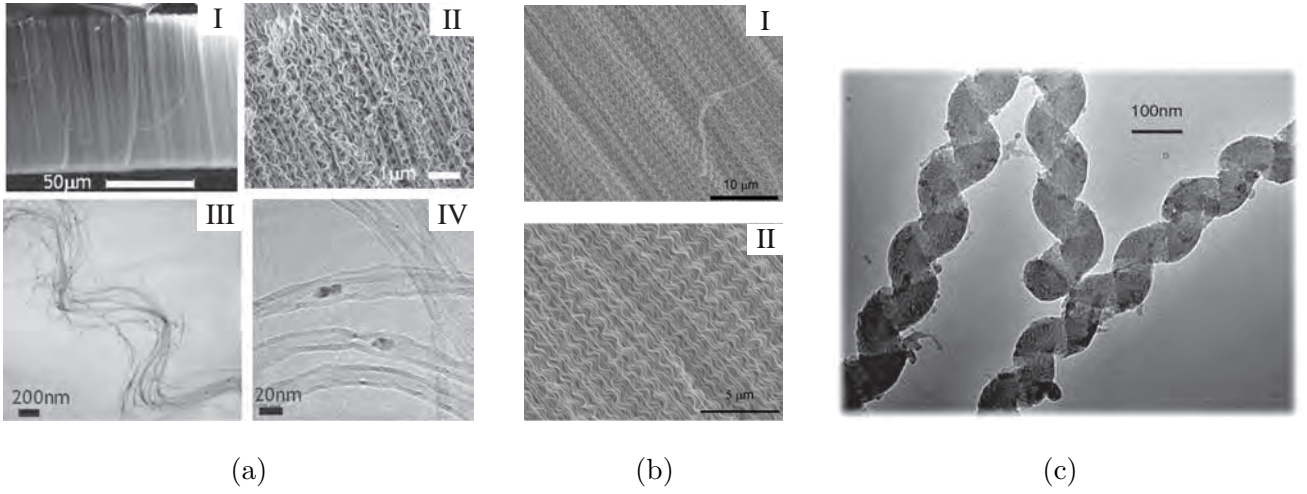 I
50µm
II
1µm
III
200nm
IV
20nm
(a)
I
10 µm
II
5 µm
(b)
100nm
(c)